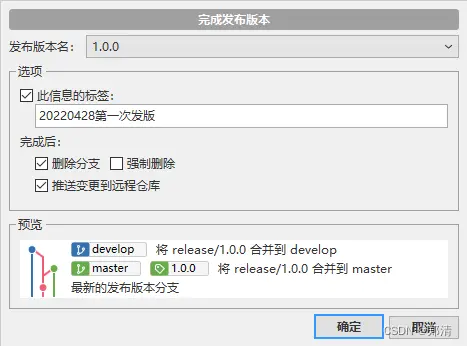 完成发布版本
发布版本名： 1.0.0
选项
此信息的标签：
20220428第一次发版
完成后：
删除分支 强制删除
推送变更到远程仓库
预览
develop 将 release/1.0.0 合并到 develop
master 1.0.0 将 release/1.0.0 合并到 master
最新的发布版本分支
确定 取消
CSDN @郑清